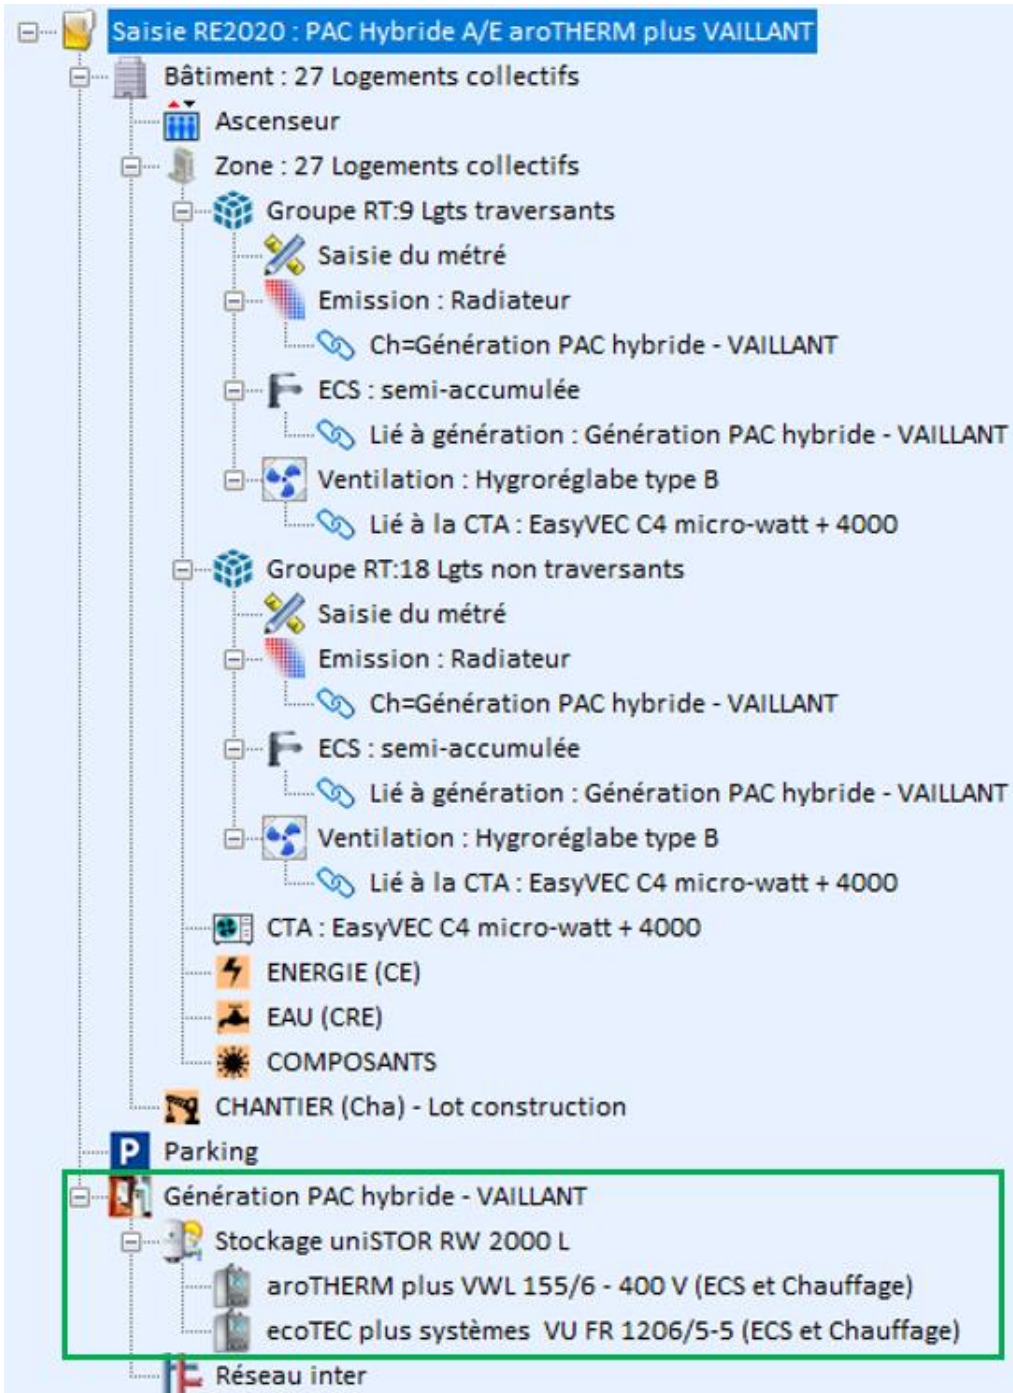 Saisie RE2020 : PAC Hybride A/E aroTHERM plus VAILLANT
Bâtiment : 27 Logements collectifs
Ascenseur
Zone : 27 Logements collectifs
Groupe RT:9 Lgts traversants
Saisie du métré
Emission : Radiateur
Ch=Génération PAC hybride - VAILLANT
ECS : semi-accumulée
Lié à génération : Génération PAC hybride - VAILLANT
Ventilation : Hygroréglabe type B
Lié à la CTA : EasyVEC C4 micro-watt + 4000
Groupe RT:18 Lgts non traversants
Saisie du métré
Emission : Radiateur
Ch=Génération PAC hybride - VAILLANT
ECS : semi-accumulée
Lié à génération : Génération PAC hybride - VAILLANT
Ventilation : Hygroréglabe type B
Lié à la CTA : EasyVEC C4 micro-watt + 4000
CTA : EasyVEC C4 micro-watt + 4000
ENERGIE (CE)
EAU (CRE)
COMPOSANTS
CHANTIER (Cha) - Lot construction
P Parking
Génération PAC hybride - VAILLANT
Stockage uniSTOR RW 2000 L
aroTHERM plus VWL 155/6 - 400 V (ECS et Chauffage)
ecoTEC plus systèmes VU FR 1206/5-5 (ECS et Chauffage)
Réseau inter